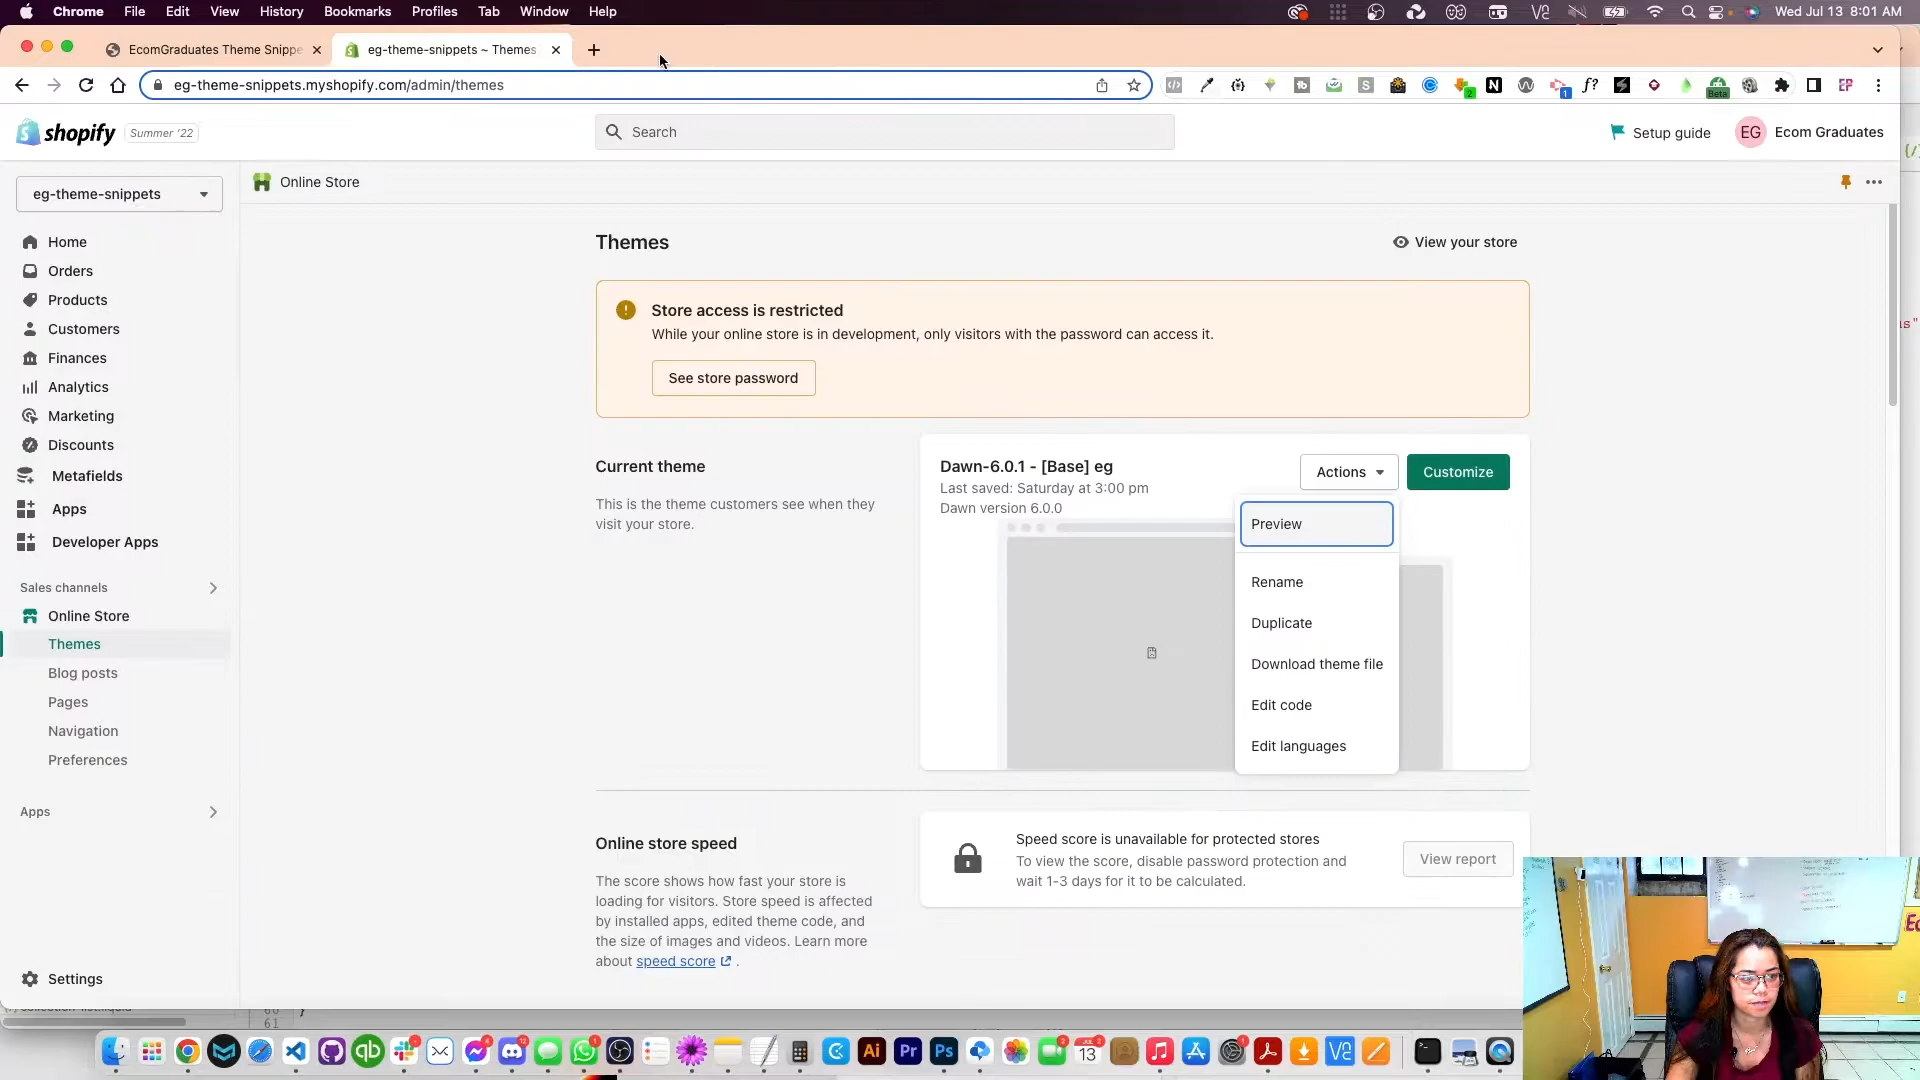 Chrome File Edit View History Bookmarks Profiles Tab Window Help
Wed Jul 13 8:01 AM
EcomGraduates Theme Snippe
eg-theme-snippets ~ Themes
eg-theme-snippets.myshopify.com/admin/themes
Beta
shopify
Summer '22
Search
Setup guide
EG
Ecom Graduates
eg-theme-snippets
Online Store
Home
Orders
Products
Customers
Finances
Analytics
Marketing
Discounts
Metafields
Apps
Developer Apps
Sales channels
Online Store
Themes
Blog posts
Pages
Navigation
Preferences
Apps
Settings
Themes
View your store
Store access is restricted
While your online store is in development, only visitors with the password can access it.
See store password
Current theme
This is the theme customers see when they
visit your store.
Dawn-6.0.1 - [Base] eg
Last saved: Saturday at 3:00 pm
Dawn version 6.0.0
Actions
Customize
Preview
Rename
Duplicate
Download theme file
Edit code
Edit languages
Online store speed
The score shows how fast your store is
loading for visitors. Store speed is affected
by installed apps, edited theme code, and
the size of images and videos. Learn more
about speed score .
Speed score is unavailable for protected stores
To view the score, disable password protection and
wait 1-3 days for it to be calculated.
View report
61